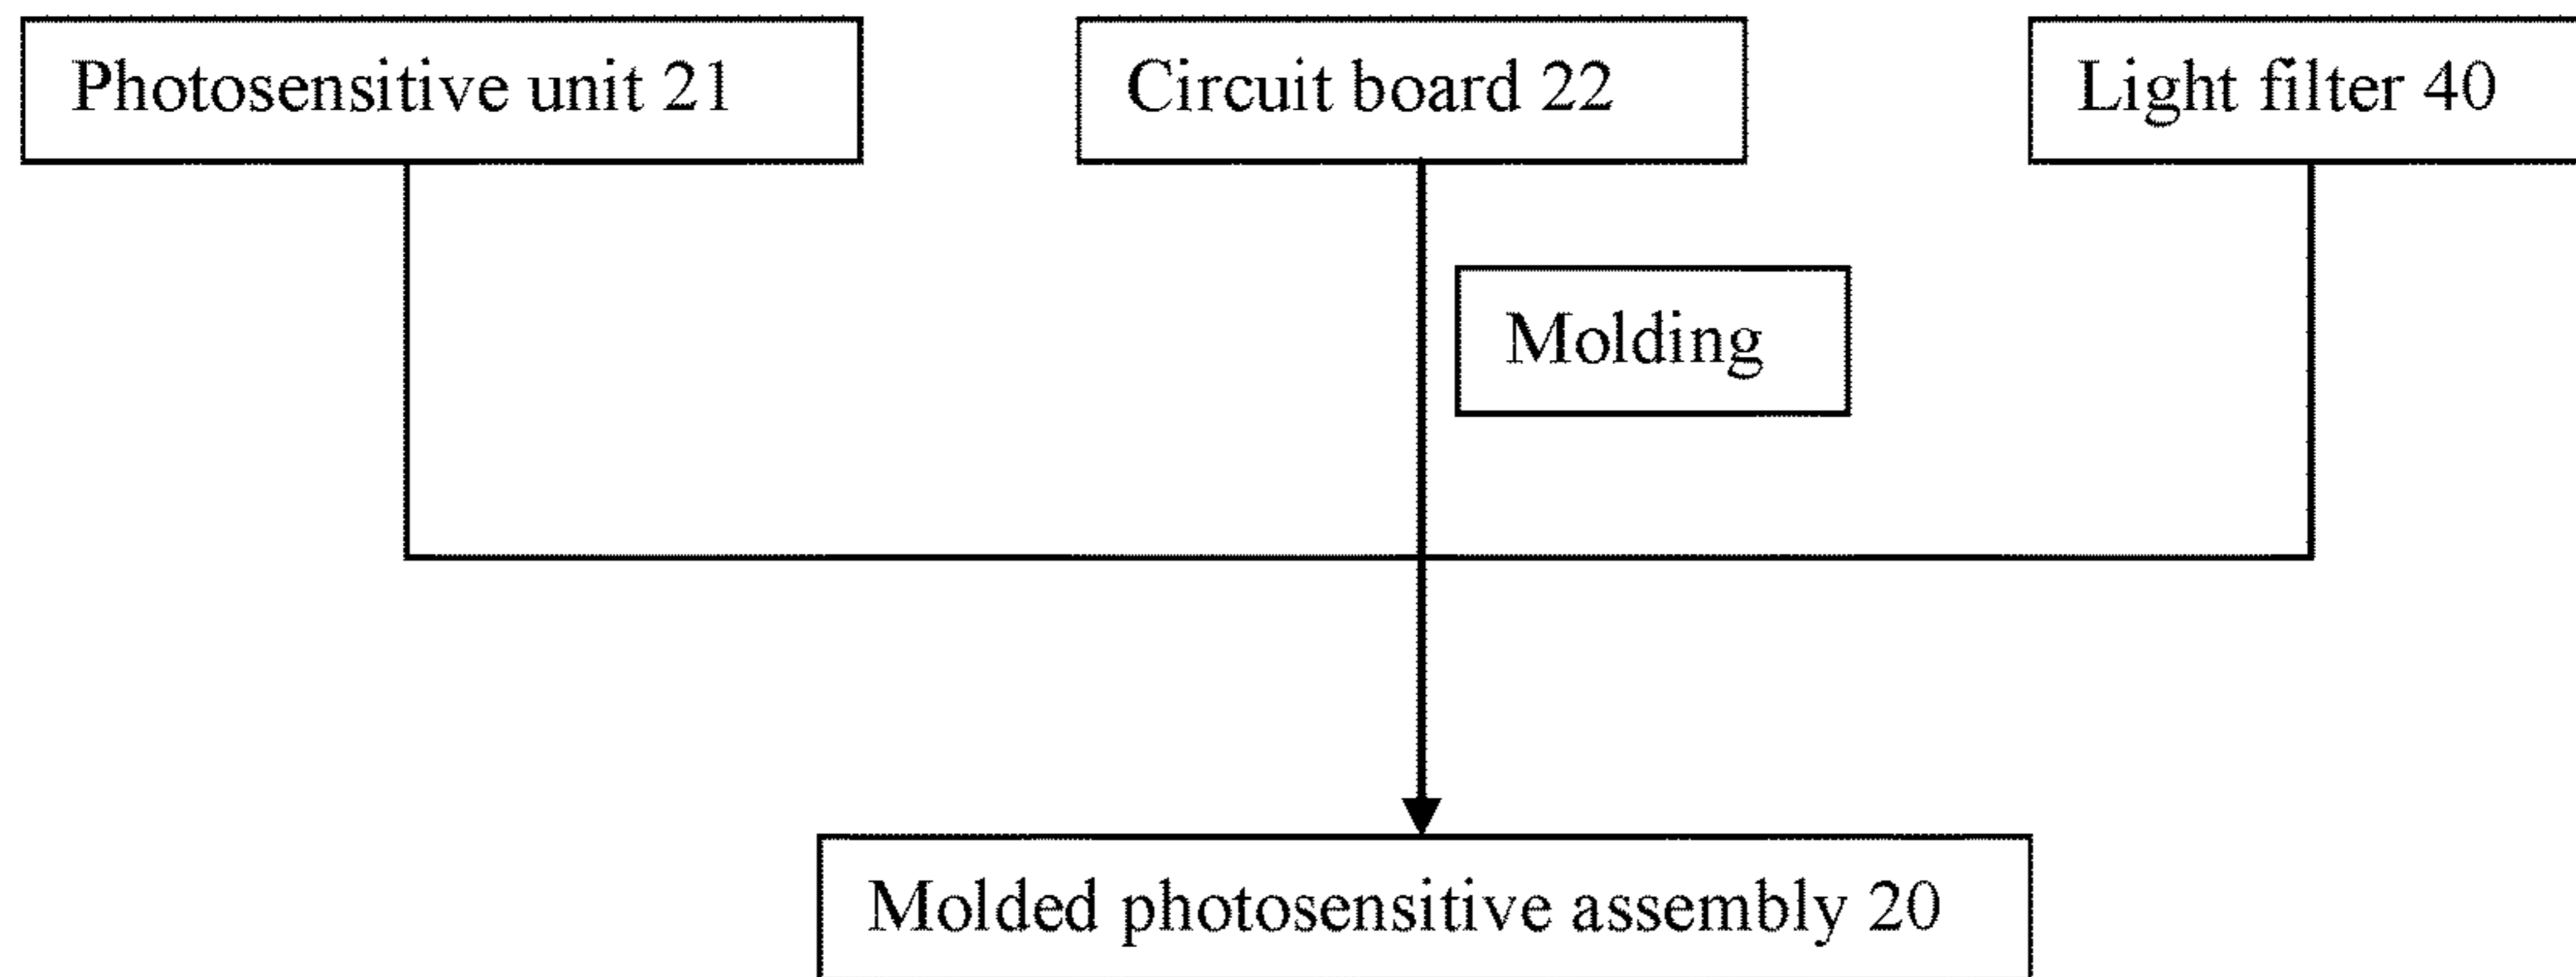 Photosensitive unit 21
Circuit board 22
Light filter 40
Molding
Molded photosensitive assembly 20